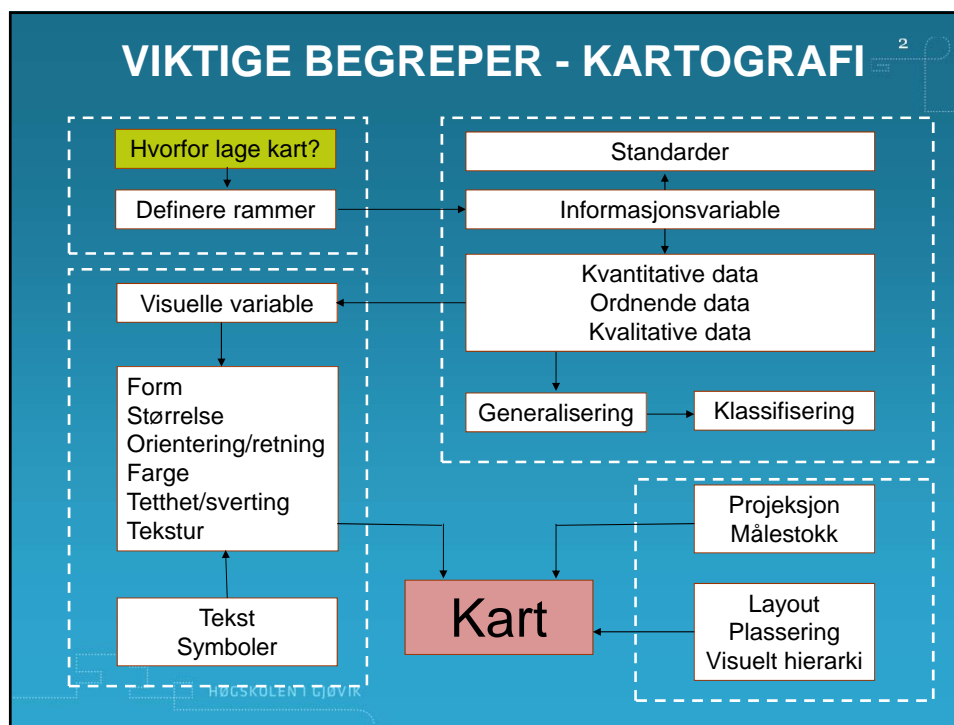 VIKTIGE BEGREPER - KARTOGRAFI
2
Hvorfor lage kart?
Definere rammer
Standarder
Informasjonsvariable
Kvantitative data
Ordnende data
Kvalitative data
Generalisering
Klassifisering
Visuelle variable
Form
Størrelse
Orientering/retning
Farge
Tetthet/sverting
Tekstur
Tekst
Symboler
Kart
Projeksjon
Målestokk
Layout
Plassering
Visuelt hierarki
HØGSKOLEN I GJØVIK